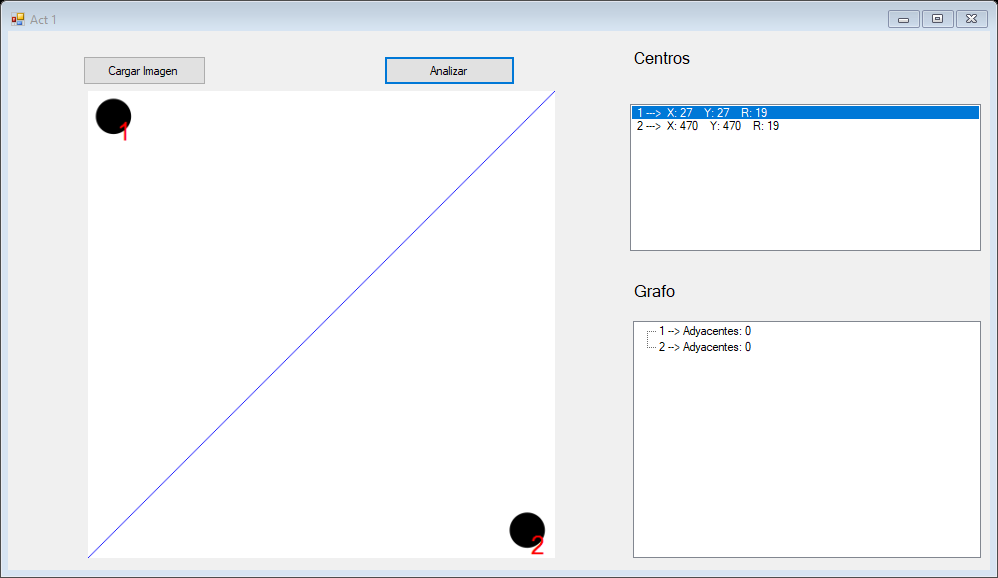 Act 1
Cargar Imagen
Analizar
Centros
1 ---> X: 27 Y: 27 R: 19
2 ---> X: 470 Y: 470 R: 19
1
2
Grafo
1 --> Adyacentes: 0
2 --> Adyacentes: 0